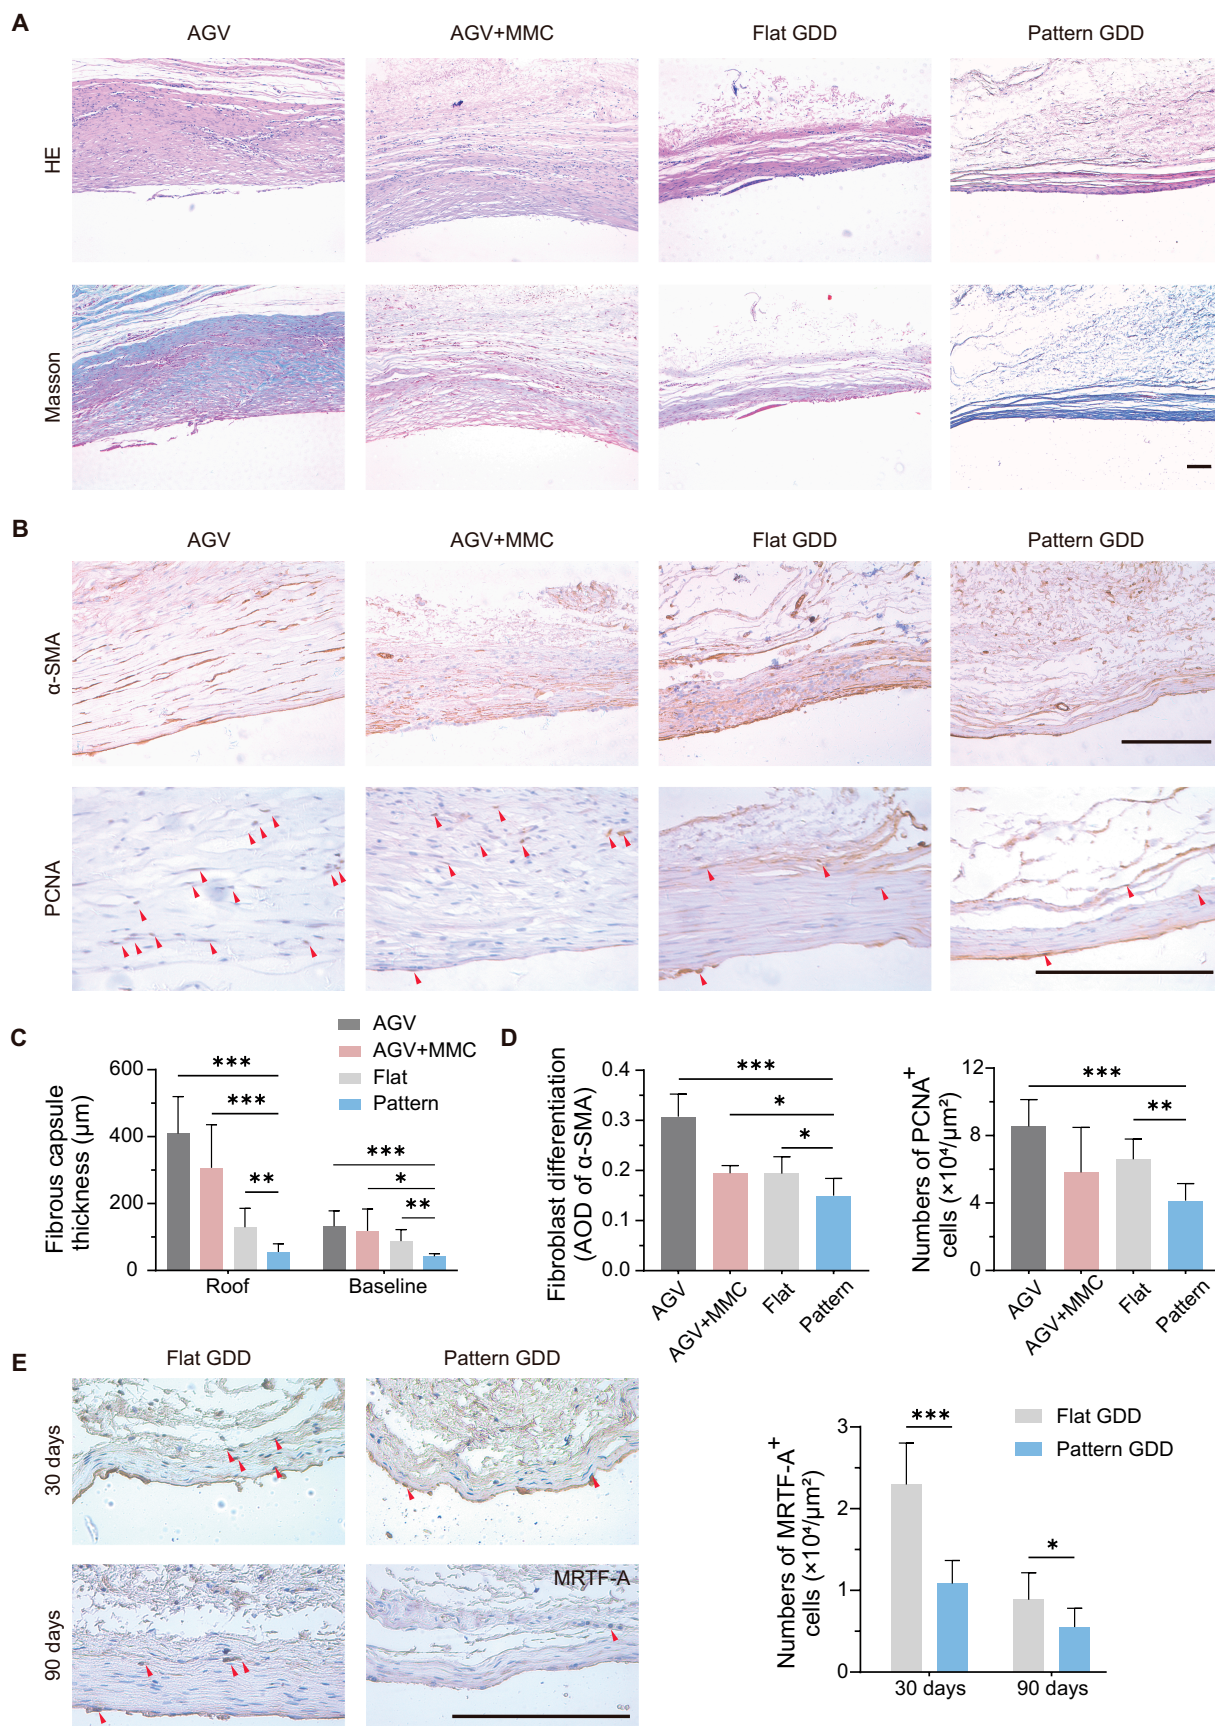 A
AGV AGV+MMC Flat GDD Pattern GDD
HE
Masson
B
AGV AGV+MMC Flat GDD Pattern GDD
α-SMA
PCNA
C
AGV
AGV+MMC
Flat
Pattern
Fibrous capsule
thickness (μm)
600
400
200
0
***
***
**
***
*
**
Roof Baseline
D
Fibroblast differentiation
(AOD of α-SMA)
0.4
0.3
0.2
0.1
0.0
***
*
*
AGV AGV+MMC Flat Pattern
Numbers of PCNA⁺
cells (×10⁴/μm²)
12
8
4
0
***
**
AGV AGV+MMC Flat Pattern
E
Flat GDD Pattern GDD
30 days
90 days
MRTF-A
Numbers of MRTF-A⁺
cells (×10⁴/μm²)
3
2
1
0
***
*
Flat GDD
Pattern GDD
30 days 90 days